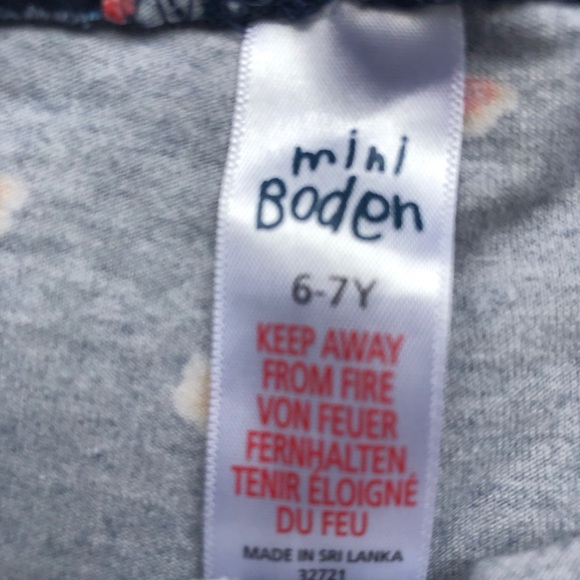 mini
Boden
6-7Y
KEEP AWAY
FROM FIRE
VON FEUER
FERNHALTEN
TENIR ÉLOIGNÉ
DU FEU
MADE IN SRI LANKA
32721